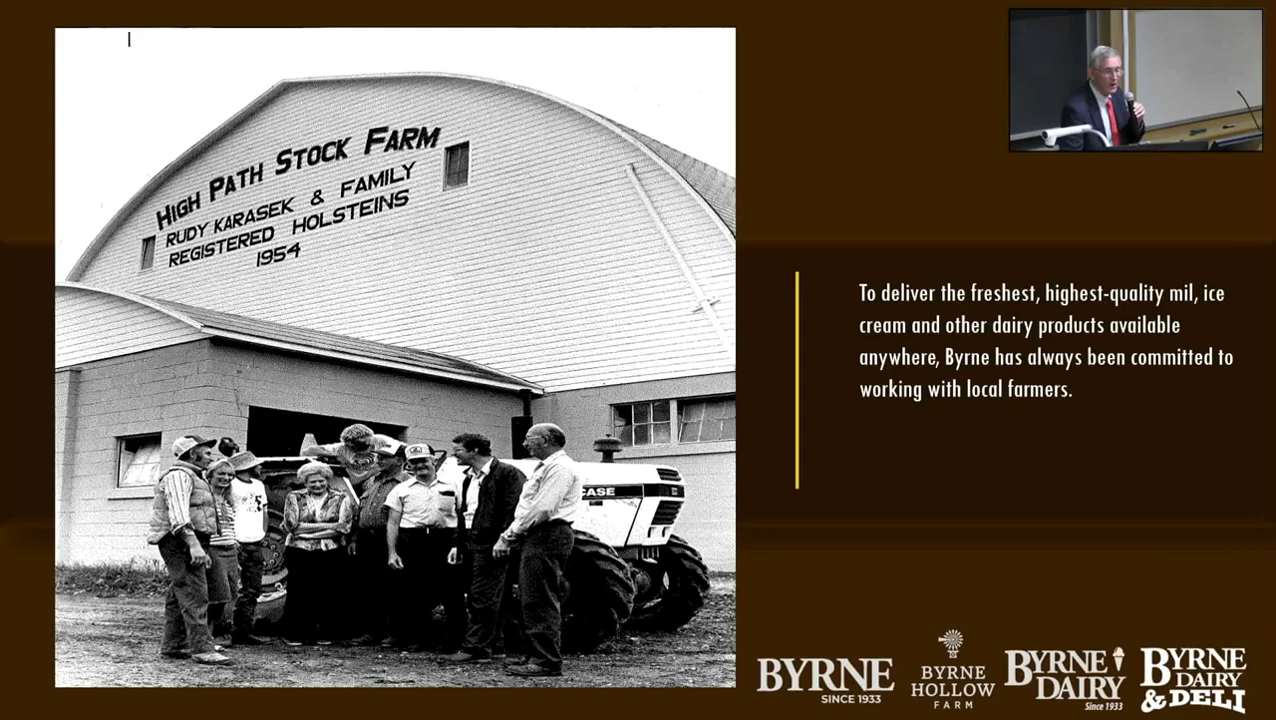 HIGH PATH STOCK FARM
RUDY KARASEK & FAMILY
REGISTERED HOLSTEINS
1954
CASE
To deliver the freshest, highest-quality mil, ice
cream and other dairy products available
anywhere, Byrne has always been committed to
working with local farmers.
BYRNE
SINCE 1933
BYRNE
HOLLOW
FARM
BYRNE
DAIRY
Since 1933
BYRNE
DAIRY
& DELI